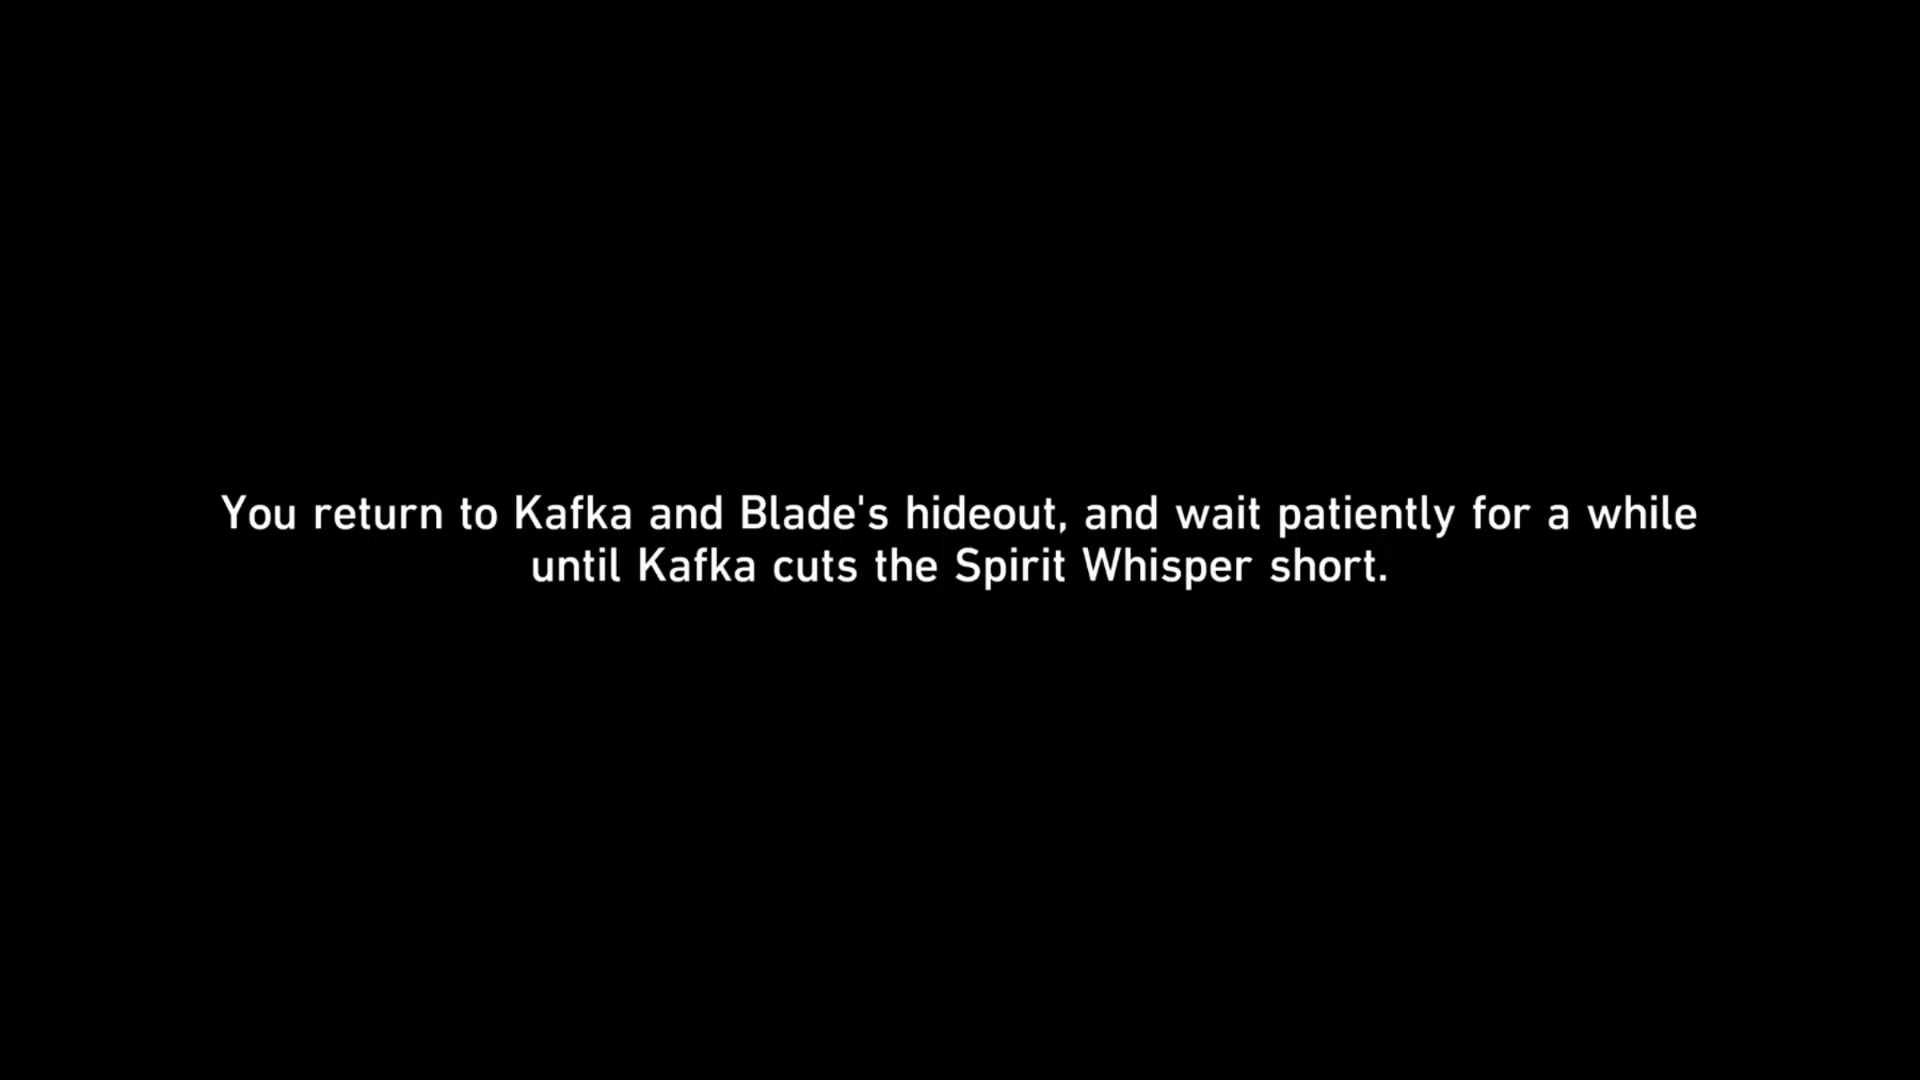 You return to Kafka and Blade's hideout, and wait patiently for a while
until Kafka cuts the Spirit Whisper short.